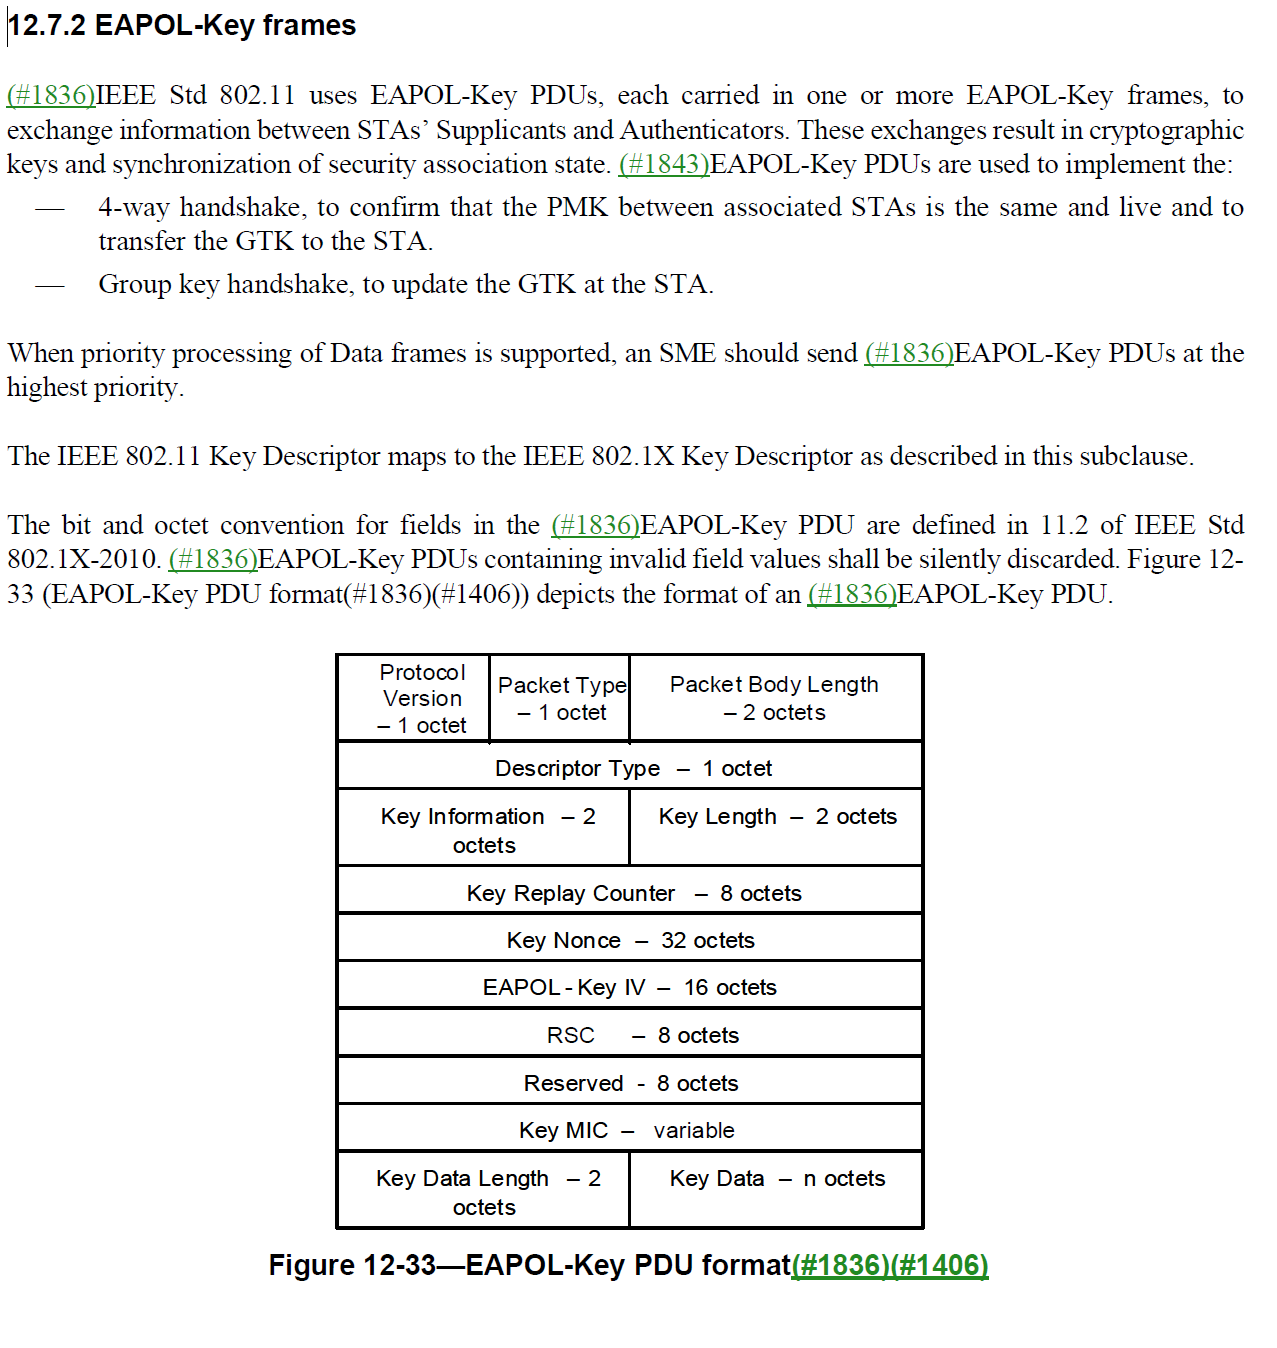 12.7.2 EAPOL-Key frames
(#1836)IEEE Std 802.11 uses EAPOL-Key PDUs, each carried in one or more EAPOL-Key frames, to
exchange information between STAs’ Supplicants and Authenticators. These exchanges result in cryptographic
keys and synchronization of security association state. (#1843)EAPOL-Key PDUs are used to implement the:
— 4-way handshake, to confirm that the PMK between associated STAs is the same and live and to
transfer the GTK to the STA.
— Group key handshake, to update the GTK at the STA.
When priority processing of Data frames is supported, an SME should send (#1836)EAPOL-Key PDUs at the
highest priority.
The IEEE 802.11 Key Descriptor maps to the IEEE 802.1X Key Descriptor as described in this subclause.
The bit and octet convention for fields in the (#1836)EAPOL-Key PDU are defined in 11.2 of IEEE Std
802.1X-2010. (#1836)EAPOL-Key PDUs containing invalid field values shall be silently discarded. Figure 12-
33 (EAPOL-Key PDU format(#1836)(#1406)) depicts the format of an (#1836)EAPOL-Key PDU.
Protocol
Version
– 1 octet
Packet Type
– 1 octet
Packet Body Length
– 2 octets
Descriptor Type – 1 octet
Key Information – 2
octets
Key Length – 2 octets
Key Replay Counter – 8 octets
Key Nonce – 32 octets
EAPOL - Key IV – 16 octets
RSC – 8 octets
Reserved - 8 octets
Key MIC – variable
Key Data Length – 2
octets
Key Data – n octets
Figure 12-33—EAPOL-Key PDU format(#1836)(#1406)